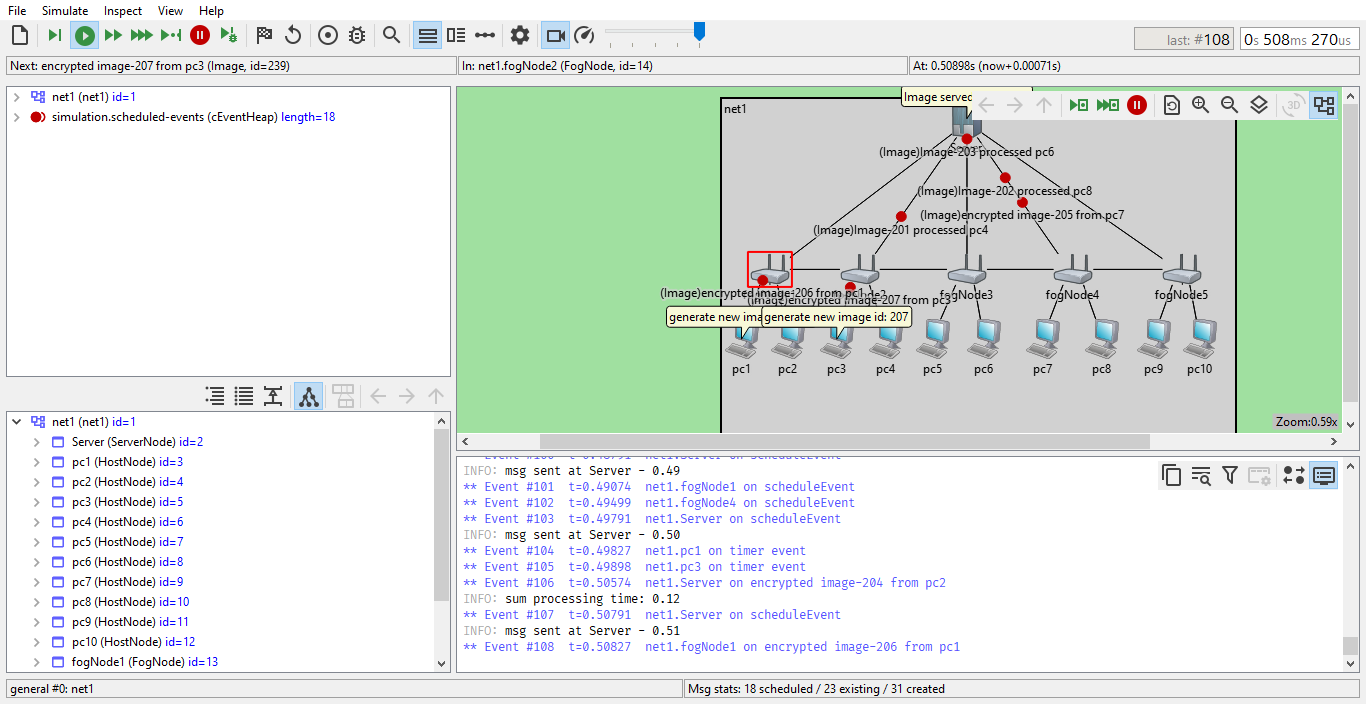 File Simulate Inspect View Help
last: #108
0s 508ms 270us
Next: encrypted image-207 from pc3 (Image, id=239)
In: net1.fogNode2 (FogNode, id=14)
At: 0.50898s (now+0.00071s)
net1 (net1) id=1
simulation.scheduled-events (cEventHeap) length=18
net1 (net1) id=1
Server (ServerNode) id=2
pc1 (HostNode) id=3
pc2 (HostNode) id=4
pc3 (HostNode) id=5
pc4 (HostNode) id=6
pc5 (HostNode) id=7
pc6 (HostNode) id=8
pc7 (HostNode) id=9
pc8 (HostNode) id=10
pc9 (HostNode) id=11
pc10 (HostNode) id=12
fogNode1 (FogNode) id=13
Image served
3D
net1
(Image)Image-203 processed pc6
(Image)Image-202 processed pc8
(Image)encrypted image-205 from pc7
(Image)Image-201 processed pc4
(Image)encrypted image-206 from pc1
(Image)encrypted image-207 from pc3
fogNode3 fogNode4 fogNode5
generate new ima
generate new image id: 207
pc1 pc2 pc3 pc4 pc5 pc6 pc7 pc8 pc9 pc10
Zoom:0.59x
INFO: msg sent at Server - 0.49
** Event #101 t=0.49074 net1.fogNode1 on scheduleEvent
** Event #102 t=0.49499 net1.fogNode4 on scheduleEvent
** Event #103 t=0.49791 net1.Server on scheduleEvent
INFO: msg sent at Server - 0.50
** Event #104 t=0.49827 net1.pc1 on timer event
** Event #105 t=0.49898 net1.pc3 on timer event
** Event #106 t=0.50574 net1.Server on encrypted image-204 from pc2
INFO: sum processing time: 0.12
** Event #107 t=0.50791 net1.Server on scheduleEvent
INFO: msg sent at Server - 0.51
** Event #108 t=0.50827 net1.fogNode1 on encrypted image-206 from pc1
general #0: net1
Msg stats: 18 scheduled / 23 existing / 31 created